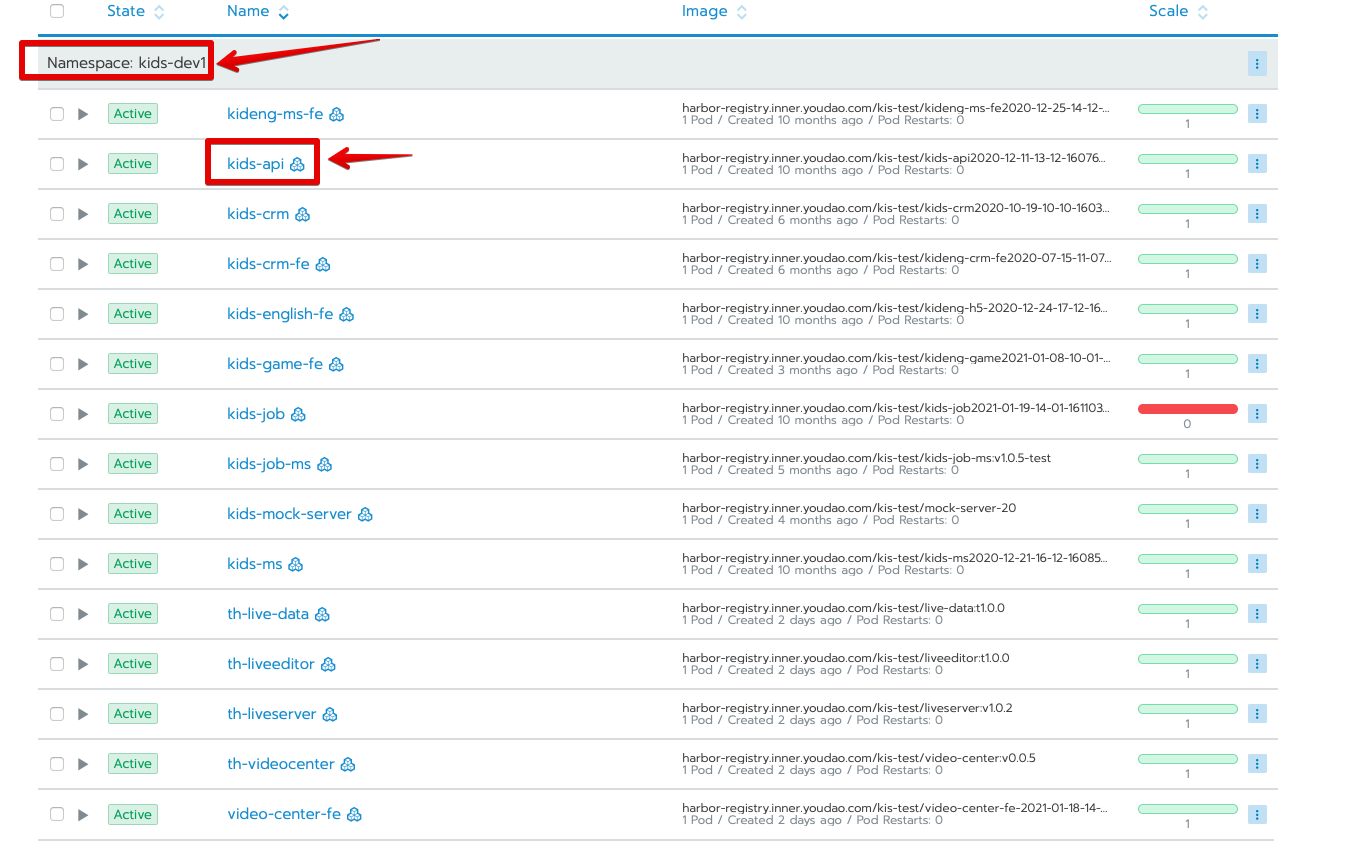 State Name Image Scale
Namespace: kids-dev1
Active kideng-ms-fe harbor-registry.inner.youdao.com/kis-test/kideng-ms-fe2020-12-25-14-12-...
1 Pod / Created 10 months ago / Pod Restarts: 0
1
Active kids-api harbor-registry.inner.youdao.com/kis-test/kids-api2020-12-11-13-12-16076...
1 Pod / Created 10 months ago / Pod Restarts: 0
1
Active kids-crm harbor-registry.inner.youdao.com/kis-test/kids-crm2020-10-19-10-10-1603...
1 Pod / Created 6 months ago / Pod Restarts: 0
1
Active kids-crm-fe harbor-registry.inner.youdao.com/kis-test/kideng-crm-fe2020-07-15-11-07...
1 Pod / Created 6 months ago / Pod Restarts: 0
1
Active kids-english-fe harbor-registry.inner.youdao.com/kis-test/kideng-h5-2020-12-24-17-12-16...
1 Pod / Created 10 months ago / Pod Restarts: 0
1
Active kids-game-fe harbor-registry.inner.youdao.com/kis-test/kideng-game2021-01-08-10-01-...
1 Pod / Created 3 months ago / Pod Restarts: 0
1
Active kids-job harbor-registry.inner.youdao.com/kis-test/kids-job2021-01-19-14-01-161103...
1 Pod / Created 10 months ago / Pod Restarts: 0
0
Active kids-job-ms harbor-registry.inner.youdao.com/kis-test/kids-job-ms:v1.0.5-test
1 Pod / Created 5 months ago / Pod Restarts: 0
1
Active kids-mock-server harbor-registry.inner.youdao.com/kis-test/mock-server-20
1 Pod / Created 4 months ago / Pod Restarts: 0
1
Active kids-ms harbor-registry.inner.youdao.com/kis-test/kids-ms2020-12-21-16-12-16085...
1 Pod / Created 10 months ago / Pod Restarts: 0
1
Active th-live-data harbor-registry.inner.youdao.com/kis-test/live-data:t1.0.0
1 Pod / Created 2 days ago / Pod Restarts: 0
1
Active th-liveeditor harbor-registry.inner.youdao.com/kis-test/liveeditor:t1.0.0
1 Pod / Created 2 days ago / Pod Restarts: 0
1
Active th-liveserver harbor-registry.inner.youdao.com/kis-test/liveserver:v1.0.2
1 Pod / Created 2 days ago / Pod Restarts: 0
1
Active th-videocenter harbor-registry.inner.youdao.com/kis-test/video-center:v0.0.5
1 Pod / Created 2 days ago / Pod Restarts: 0
1
Active video-center-fe harbor-registry.inner.youdao.com/kis-test/video-center-fe-2021-01-18-14-...
1 Pod / Created 2 days ago / Pod Restarts: 0
1